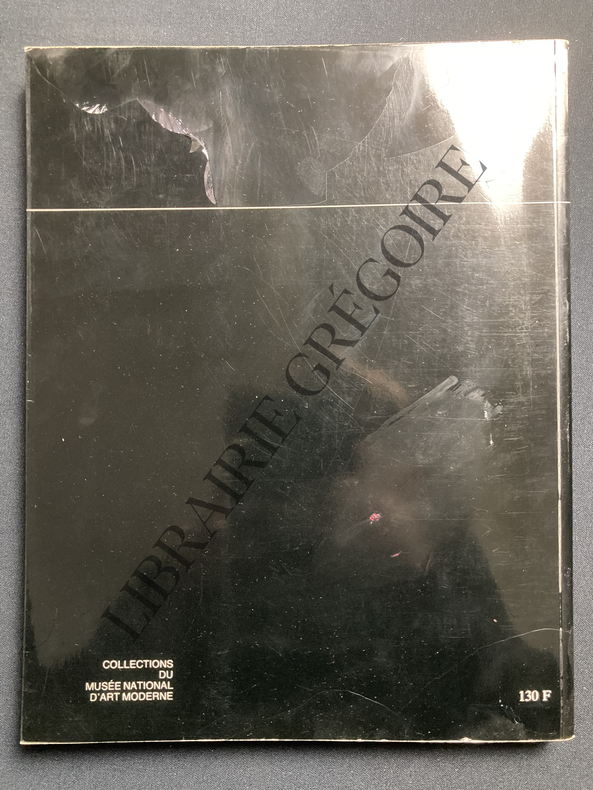 LIBRAIRIE GRÉGOIRE
COLLECTIONS
DU
MUSÉE NATIONAL
D'ART MODERNE
130 F